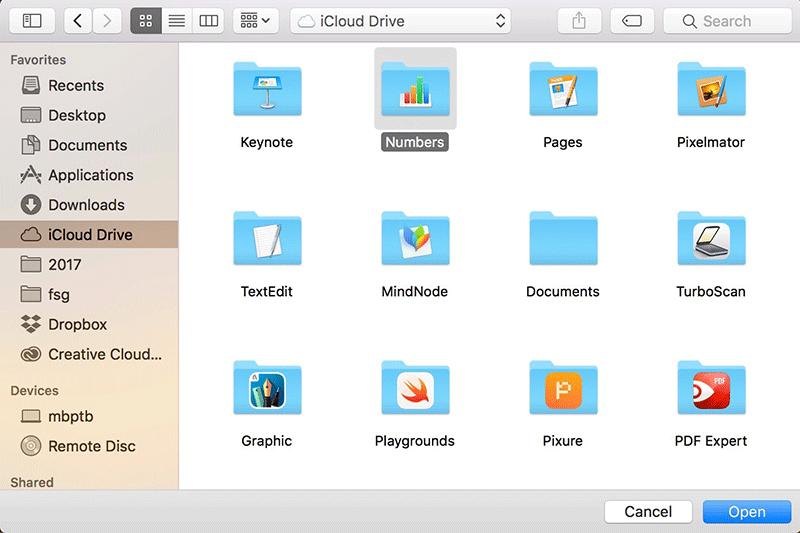 iCloud Drive
Search
Favorites
Recents
Desktop
Documents
Applications
Downloads
iCloud Drive
2017
fsg
Dropbox
Creative Cloud...
Devices
mbptb
Remote Disc
Shared
Keynote
Numbers
Pages
Pixelmator
TextEdit
MindNode
Documents
TurboScan
Graphic
Playgrounds
Pixure
PDF
PDF Expert
Cancel
Open